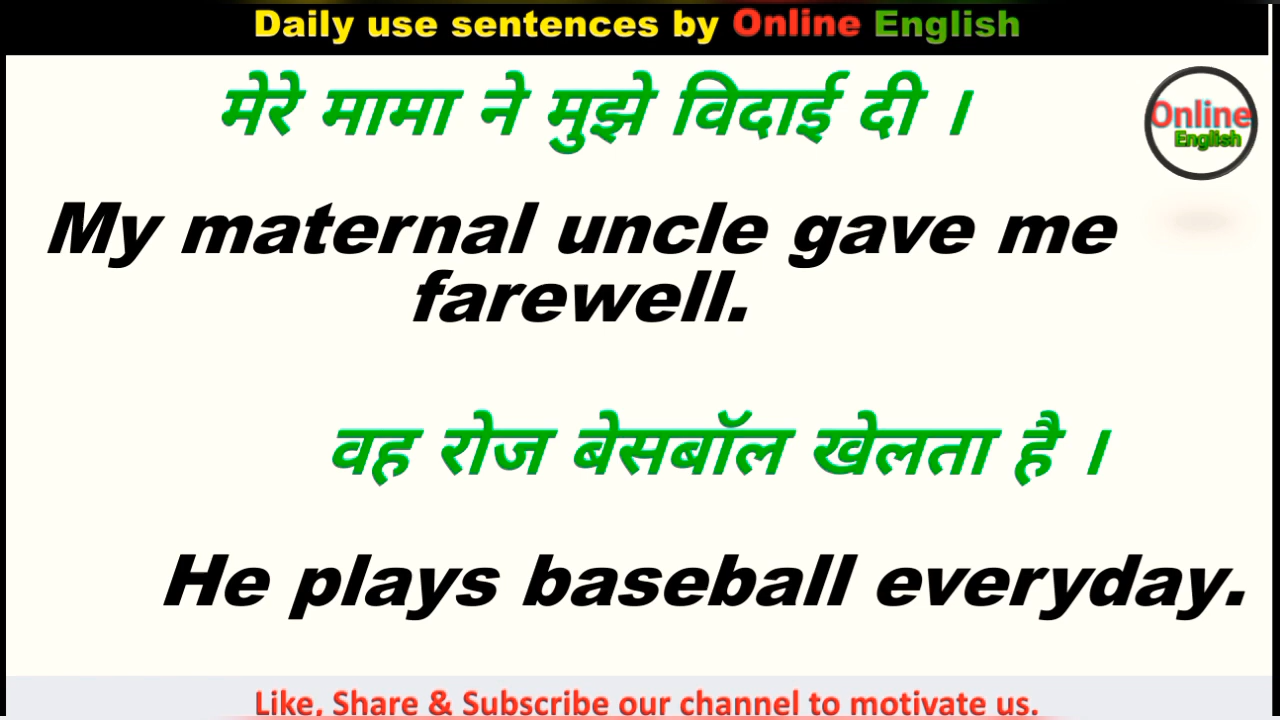 Daily use sentences by Online English
मेरे मामा ने मुझे विदाई दी ।
Online
English
My maternal uncle gave me
farewell.
वह रोज बेसबॉल खेलता है ।
He plays baseball everyday.
Like, Share & Subscribe our channel to motivate us.